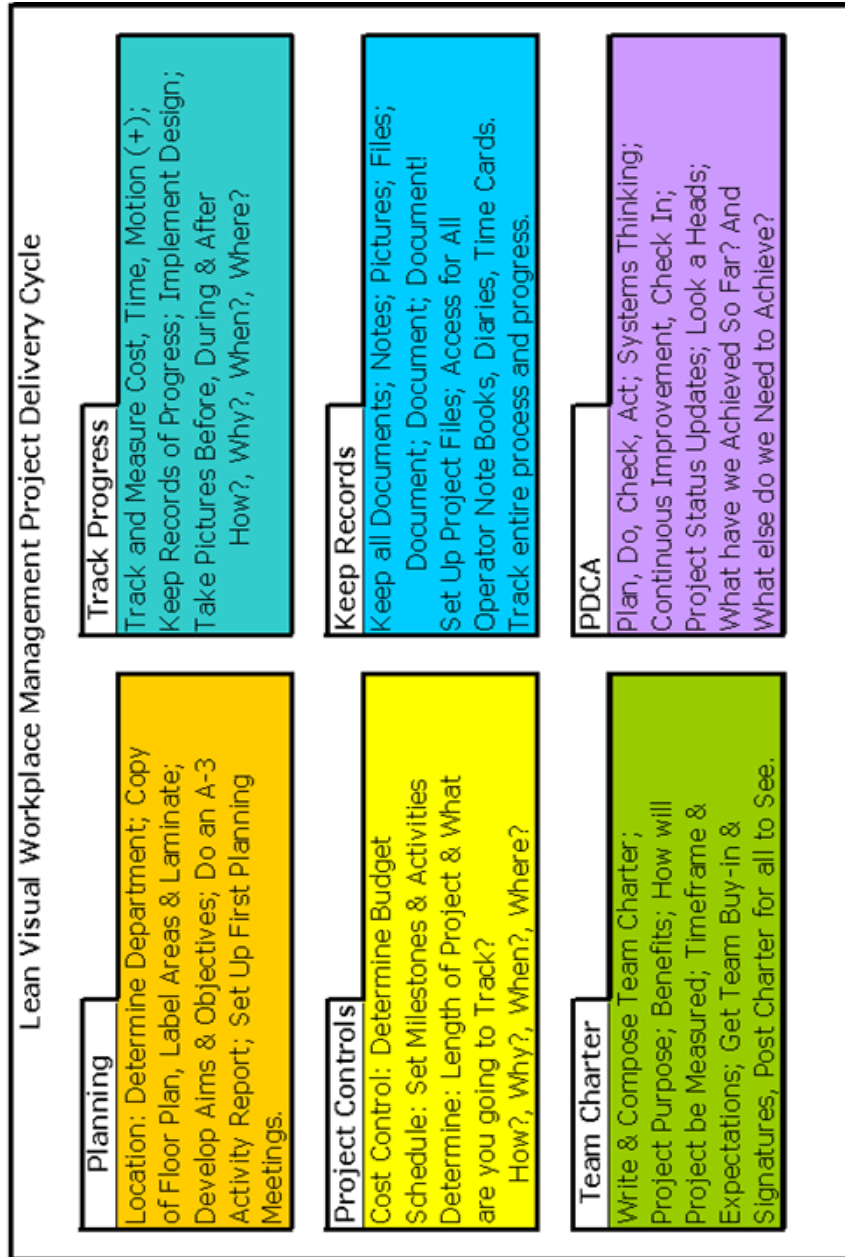 Lean Visual Workplace Management Project Delivery Cycle
Planning
Location: Determine Department; Copy
of Floor Plan, Label Areas & Laminate;
Develop Aims & Objectives; Do an A-3
Activity Report; Set Up First Planning
Meetings.
Track Progress
Track and Measure Cost, Time, Motion (+);
Keep Records of Progress; Implement Design;
Take Pictures Before, During & After
How?, Why?, When?, Where?
Project Controls
Cost Control: Determine Budget
Schedule: Set Milestones & Activities
Determine: Length of Project & What
are you going to Track?
How?, Why?, When?, Where?
Keep Records
Keep all Documents; Notes; Pictures; Files;
Document; Document; Document!
Set Up Project Files; Access for All
Operator Note Books, Diaries, Time Cards.
Track entire process and progress.
Team Charter
Write & Compose Team Charter;
Project Purpose; Benefits; How will
Project be Measured; Timeframe &
Expectations; Get Team Buy-in &
Signatures, Post Charter for all to See.
PDCA
Plan, Do, Check, Act; Systems Thinking;
Continuous Improvement, Check In;
Project Status Updates; Look a Heads;
What have we Achieved So Far? And
What else do we Need to Achieve?